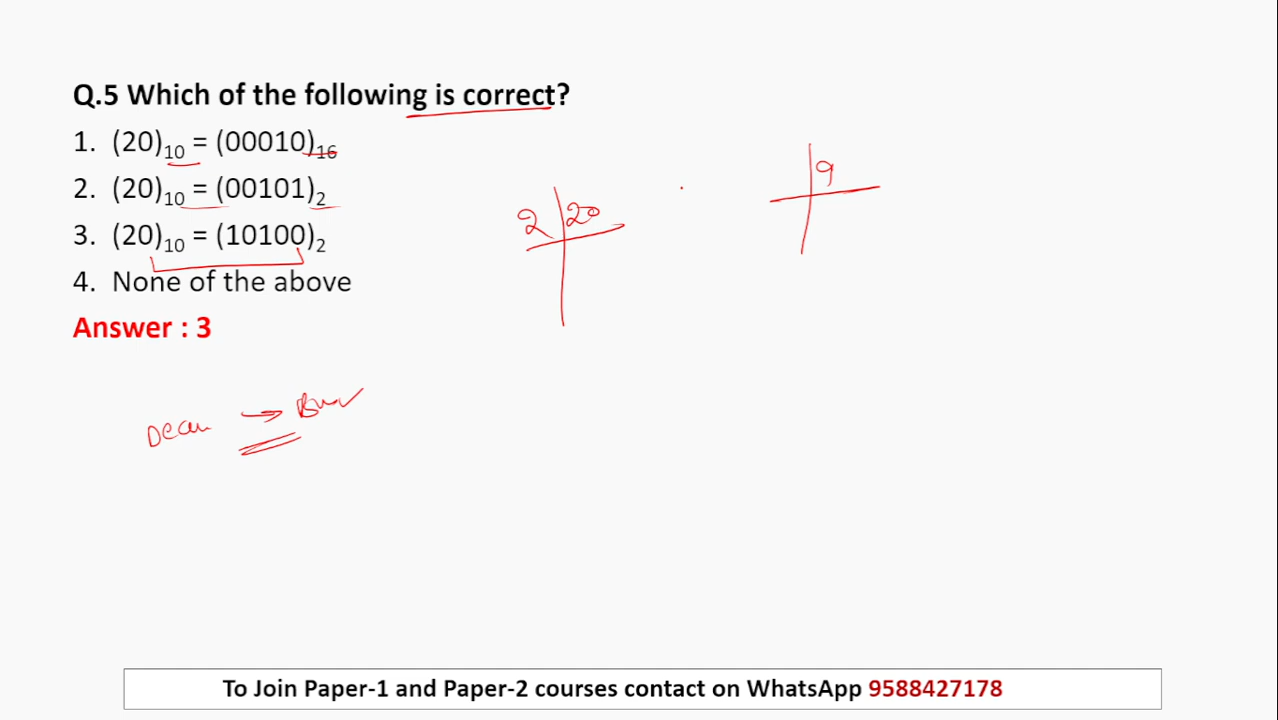 Q.5 Which of the following is correct?
1. (20)₁₀ = (00010)₁₆
2. (20)₁₀ = (00101)₂
3. (20)₁₀ = (10100)₂
4. None of the above
Answer : 3
2 20
9
To Join Paper-1 and Paper-2 courses contact on WhatsApp 9588427178